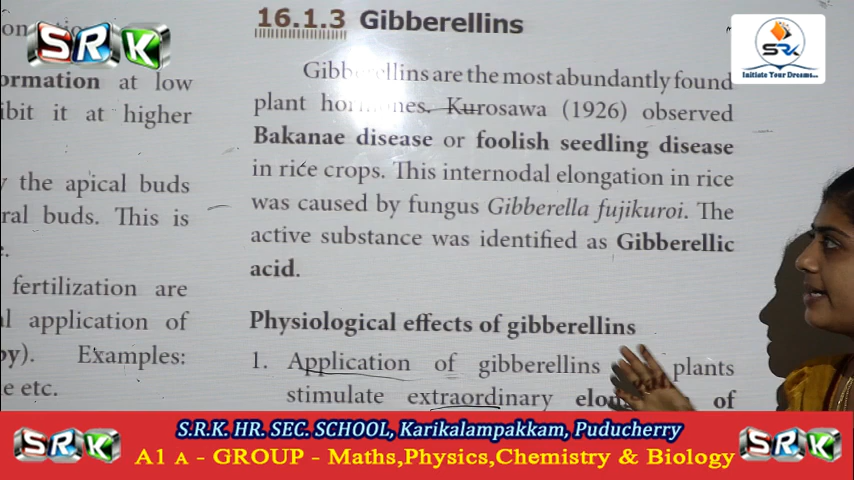 16.1.3 Gibberellins
Gibberellins are the most abundantly found
plant hormones. Kurosawa (1926) observed
Bakanae disease or foolish seedling disease
in rice crops. This internodal elongation in rice
was caused by fungus Gibberella fujikuroi. The
active substance was identified as Gibberellic
acid.
Physiological effects of gibberellins
1. Application of gibberellins plants
stimulate extraordinary of
ormation at low
ibit it at higher
the apical buds
ral buds. This is
e.
fertilization are
l application of
oy). Examples:
e etc.
SRK
SRK
Initiate Your Dreams...
SRK
S.R.K. HR. SEC. SCHOOL, Karikalampakkam, Puducherry
A1 A - GROUP - Maths,Physics,Chemistry & Biology
SRK